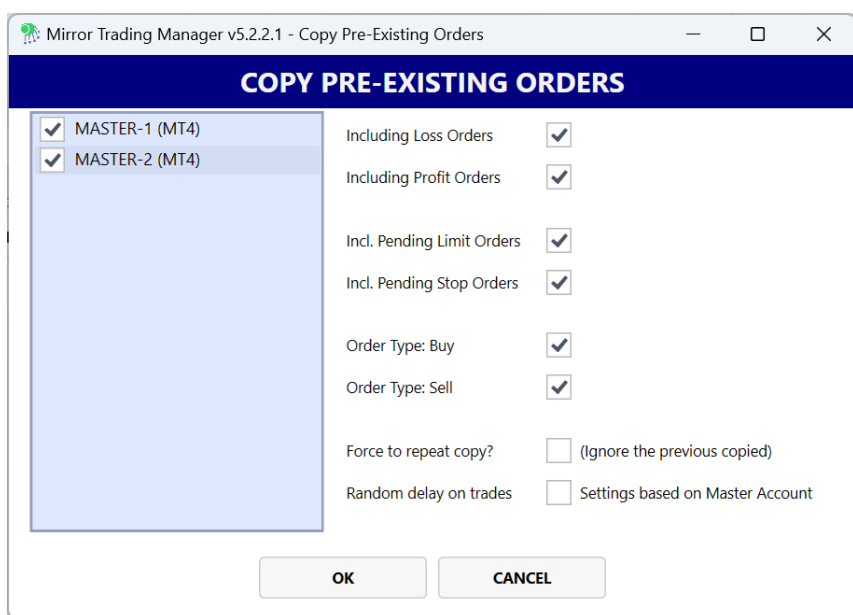 Mirror Trading Manager v5.2.2.1 - Copy Pre-Existing Orders
COPY PRE-EXISTING ORDERS
MASTER-1 (MT4)
MASTER-2 (MT4)
Including Loss Orders
Including Profit Orders
Incl. Pending Limit Orders
Incl. Pending Stop Orders
Order Type: Buy
Order Type: Sell
Force to repeat copy? (Ignore the previous copied)
Random delay on trades Settings based on Master Account
OK CANCEL